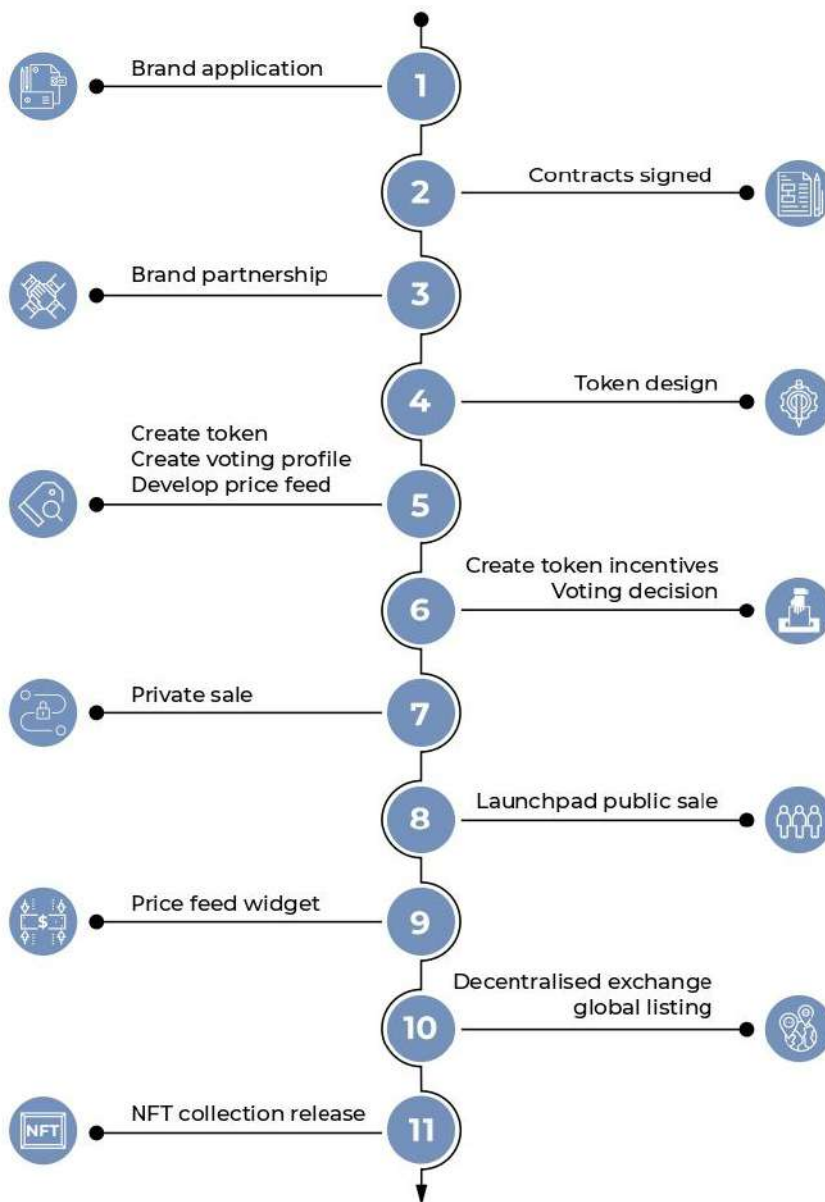 Brand application
1
2
Contracts signed
Brand partnership
3
4
Token design
Create token
Create voting profile
Develop price feed
5
Create token incentives
Voting decision
6
Private sale
7
8
Launchpad public sale
$
Price feed widget
9
Decentralised exchange
global listing
10
NFT
NFT collection release
11